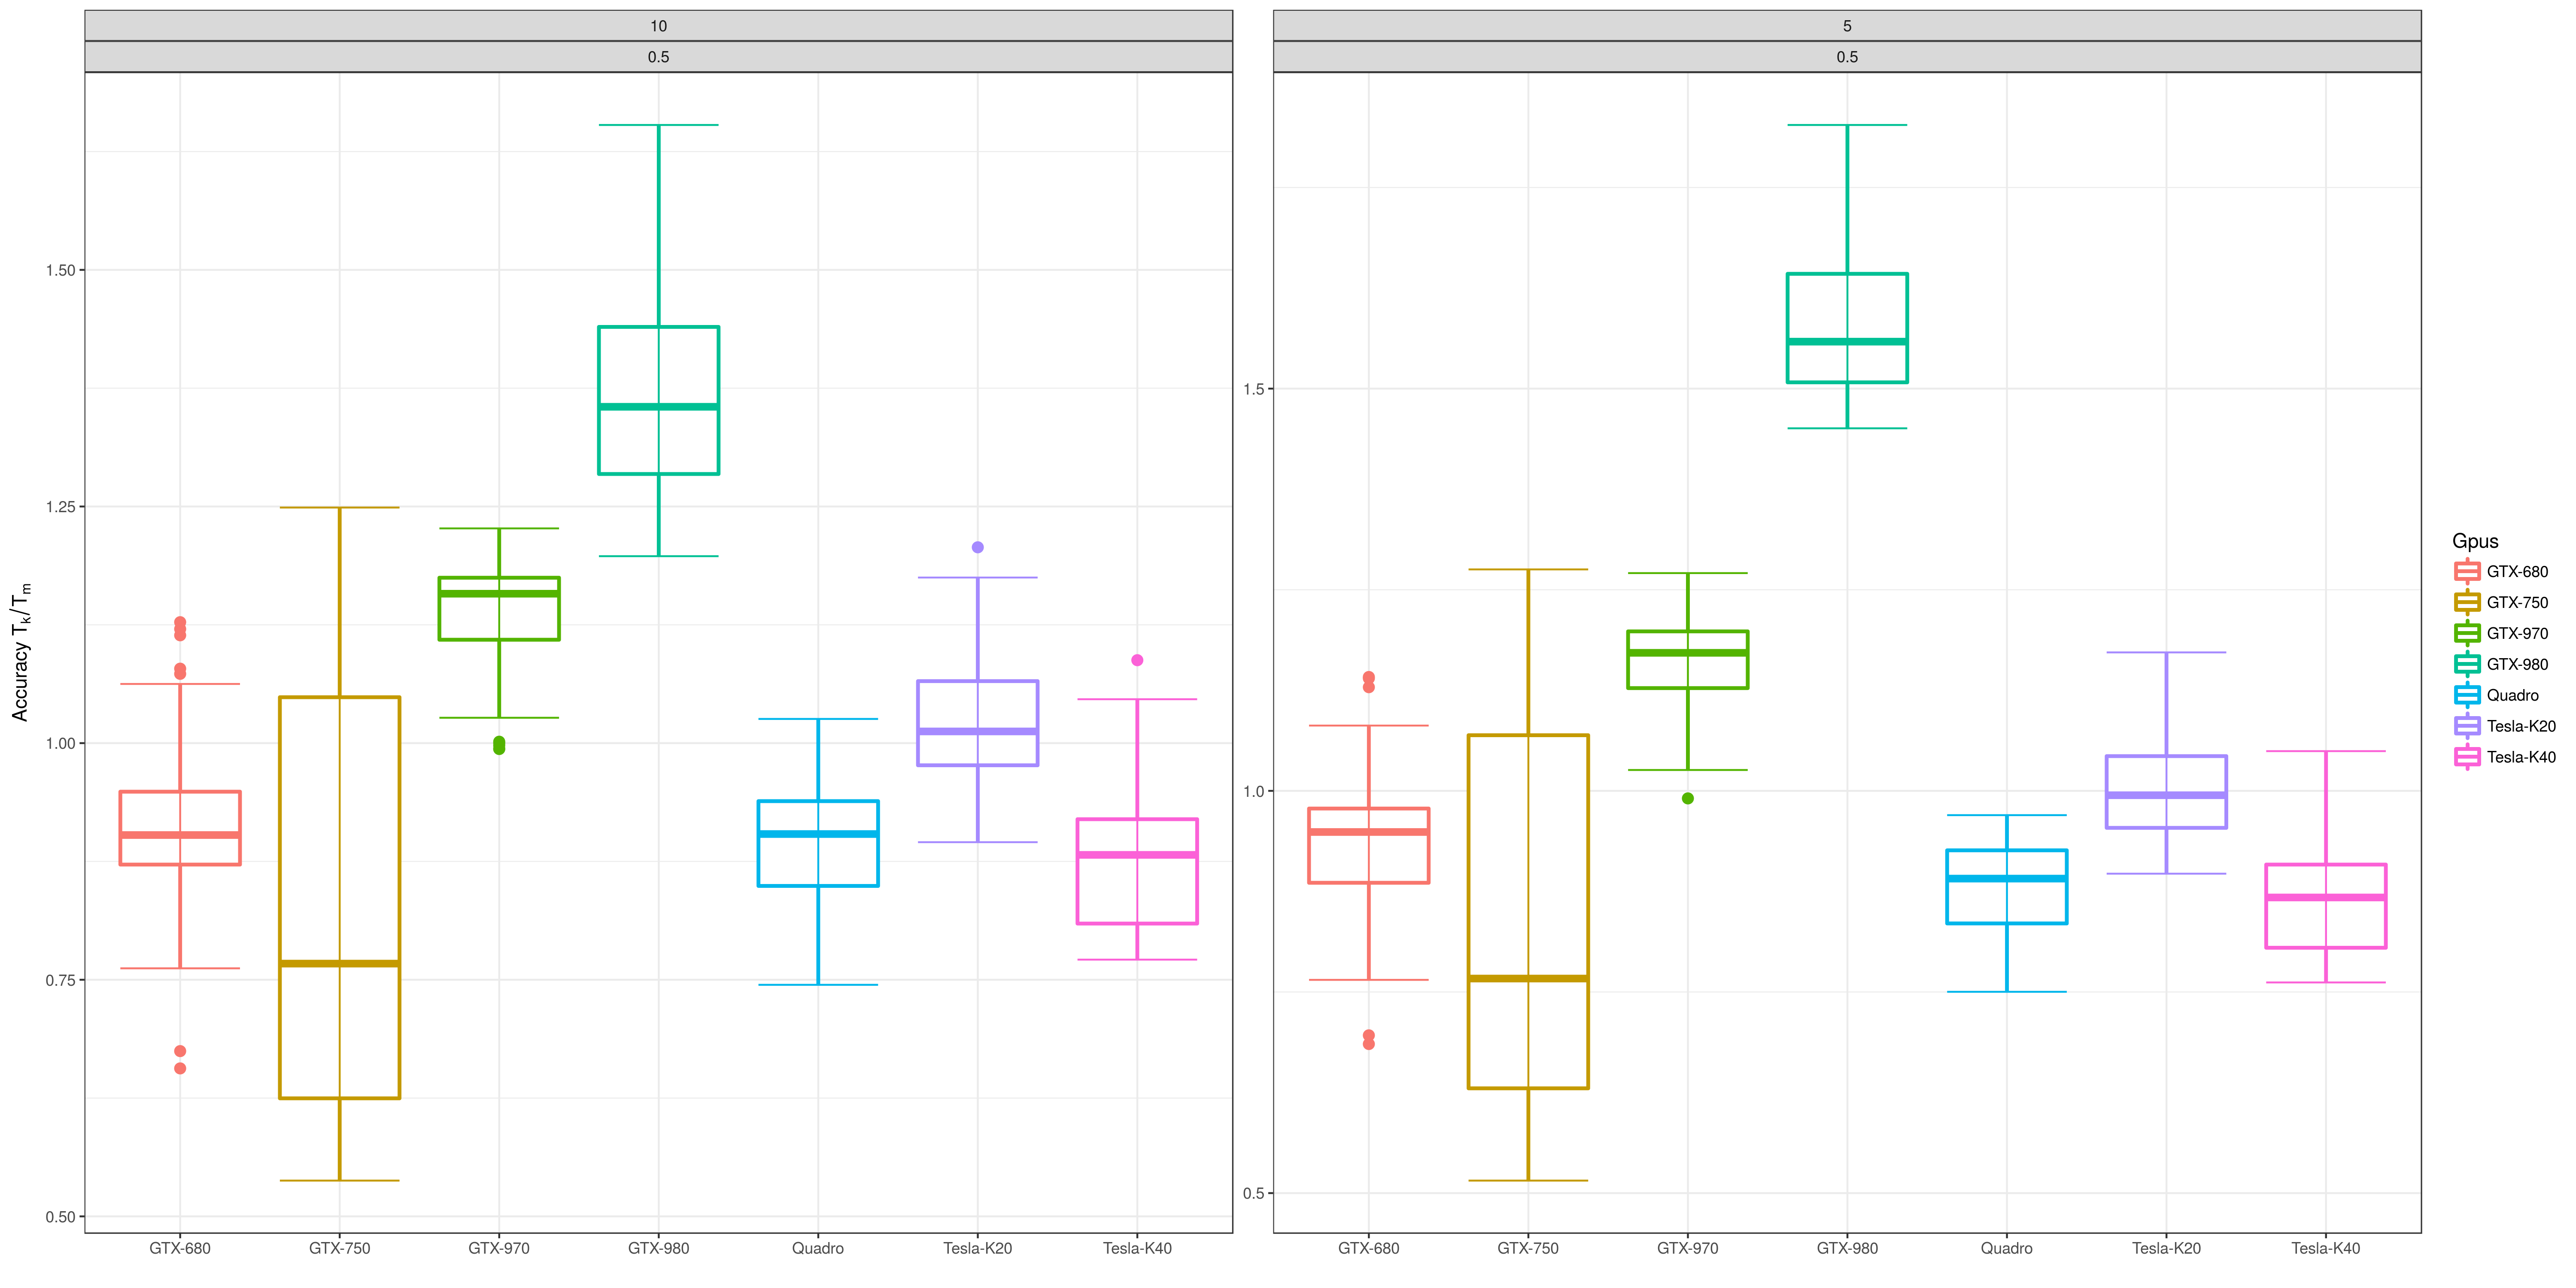 10
0.5
1.50
1.25
1.00
0.75
0.50
Accuracy Tk/Tm
GTX-680 GTX-750 GTX-970 GTX-980 Quadro Tesla-K20 Tesla-K40
5
0.5
1.5
1.0
0.5
GTX-680 GTX-750 GTX-970 GTX-980 Quadro Tesla-K20 Tesla-K40
Gpus
GTX-680
GTX-750
GTX-970
GTX-980
Quadro
Tesla-K20
Tesla-K40